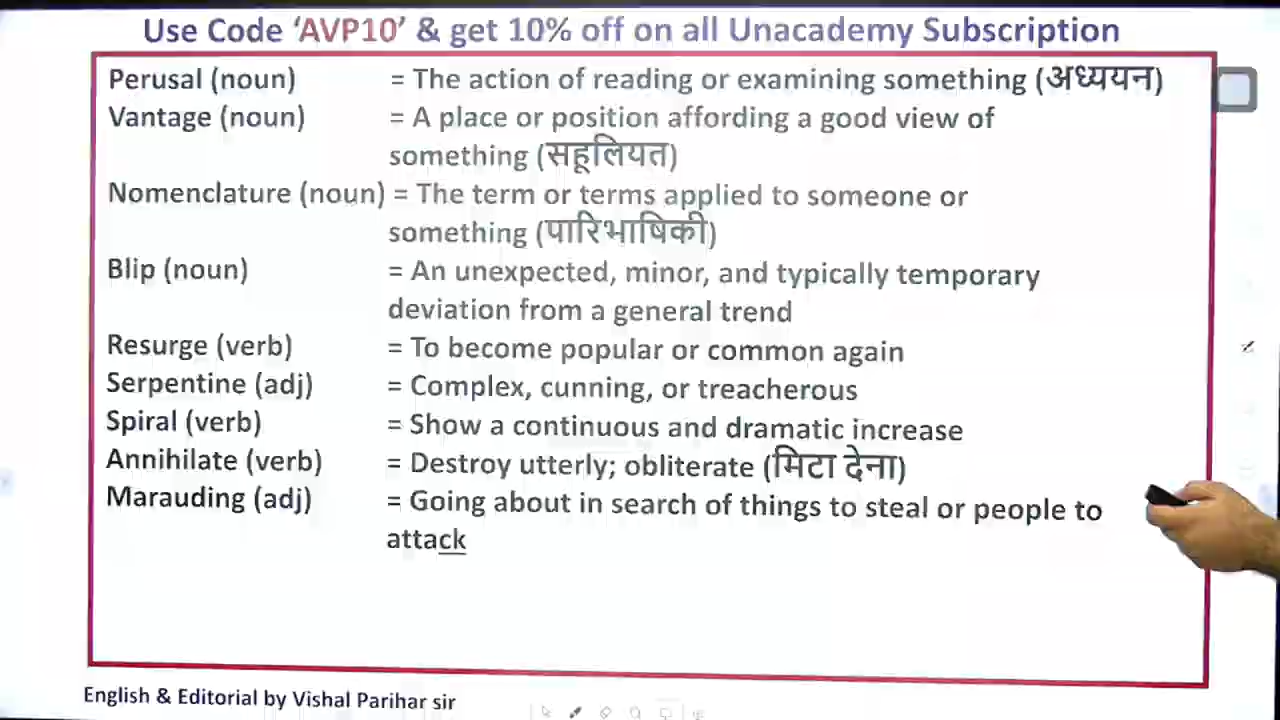 Use Code ‘AVP10’ & get 10% off on all Unacademy Subscription
Perusal (noun) = The action of reading or examining something (अध्ययन)
Vantage (noun) = A place or position affording a good view of
something (सहूलियत)
Nomenclature (noun) = The term or terms applied to someone or
something (पारिभाषिकी)
Blip (noun) = An unexpected, minor, and typically temporary
deviation from a general trend
Resurge (verb) = To become popular or common again
Serpentine (adj) = Complex, cunning, or treacherous
Spiral (verb) = Show a continuous and dramatic increase
Annihilate (verb) = Destroy utterly; obliterate (मिटा देना)
Marauding (adj) = Going about in search of things to steal or people to
attack
English & Editorial by Vishal Parihar sir